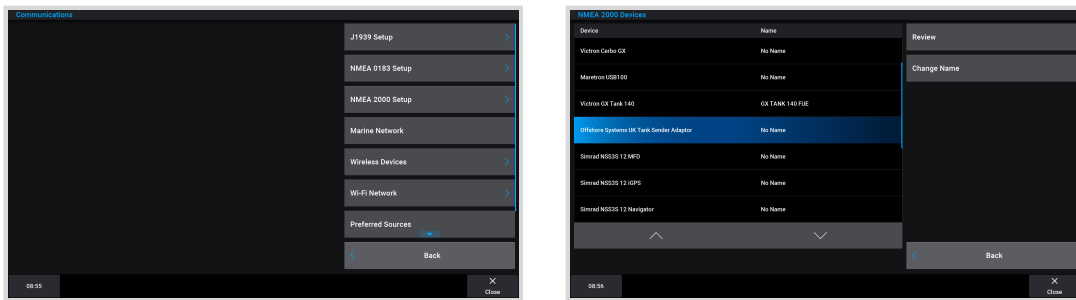 Communications
J1939 Setup
NMEA 0183 Setup
NMEA 2000 Setup
Marine Network
Wireless Devices
Wi-Fi Network
Preferred Sources
Back
08:55
Close
NMEA 2000 Devices
Device Name
Victron Cerbo GX No Name
Maretron USB100 No Name
Victron GX Tank 140 GX TANK 140 FUE
Offshore Systems UK Tank Sender Adaptor No Name
Simrad NSS3S 12 MFD No Name
Simrad NSS3S 12 iGPS No Name
Simrad NSS3S 12 Navigator No Name
Review
Change Name
Back
08:56
Close